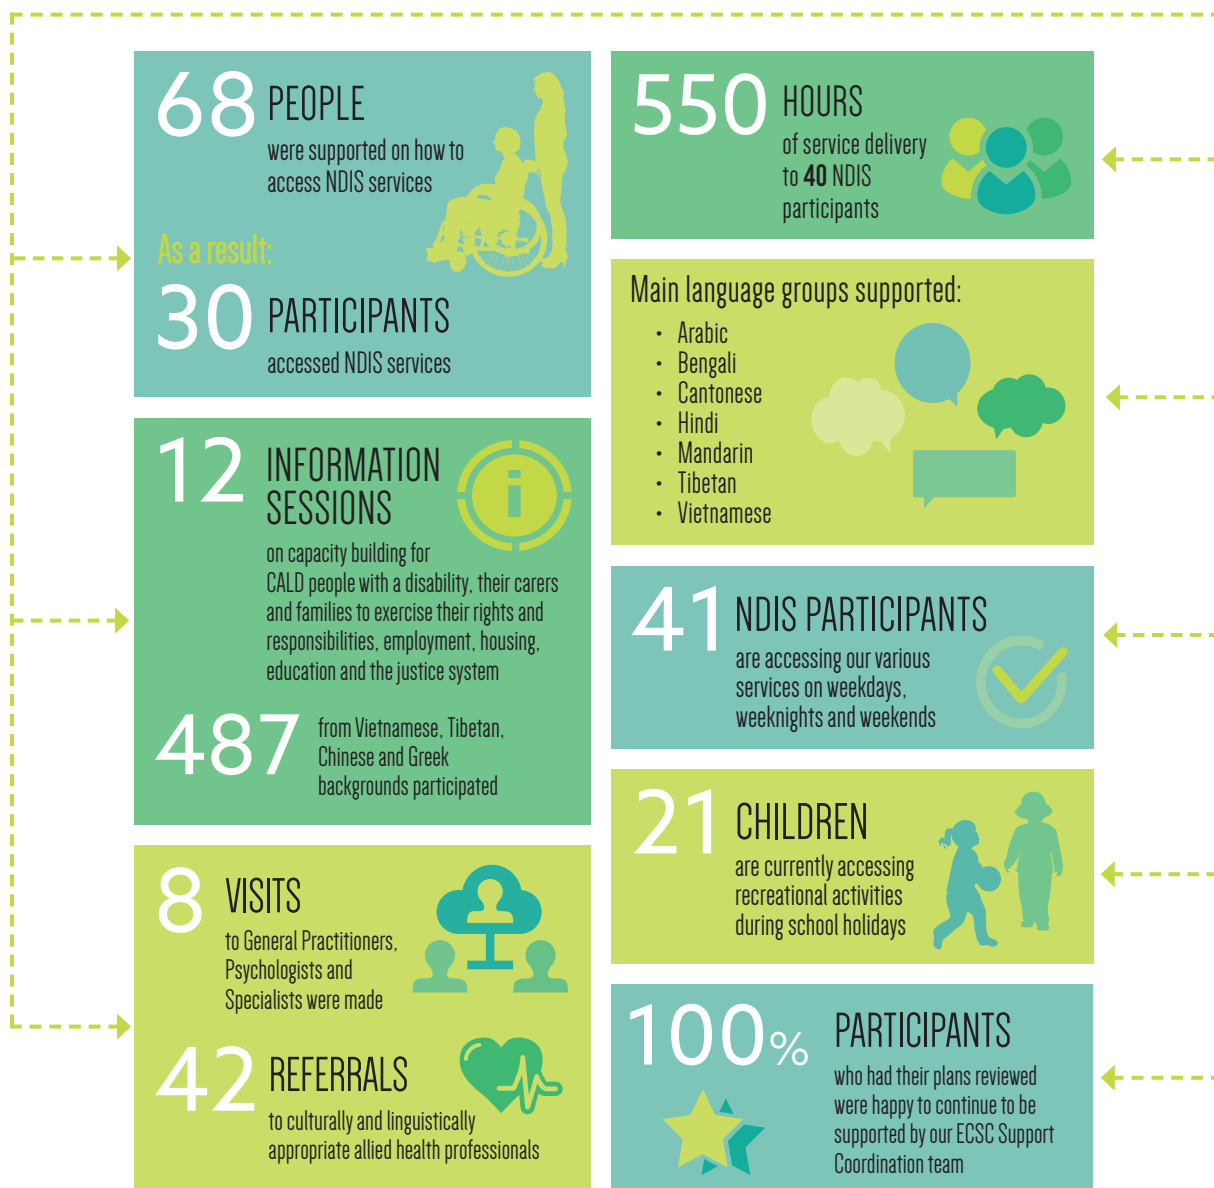 68 PEOPLE
were supported on how to
access NDIS services
As a result:
30 PARTICIPANTS
accessed NDIS services
12 INFORMATION
SESSIONS
on capacity building for
CALD people with a disability, their carers
and families to exercise their rights and
responsibilities, employment, housing,
education and the justice system
487 from Vietnamese, Tibetan,
Chinese and Greek
backgrounds participated
8 VISITS
to General Practitioners,
Psychologists and
Specialists were made
42 REFERRALS
to culturally and linguistically
appropriate allied health professionals
550 HOURS
of service delivery
to 40 NDIS
participants
Main language groups supported:
• Arabic
• Bengali
• Cantonese
• Hindi
• Mandarin
• Tibetan
• Vietnamese
41 NDIS PARTICIPANTS
are accessing our various
services on weekdays,
weeknights and weekends
21 CHILDREN
are currently accessing
recreational activities
during school holidays
100% PARTICIPANTS
who had their plans reviewed
were happy to continue to be
supported by our ECSC Support
Coordination team